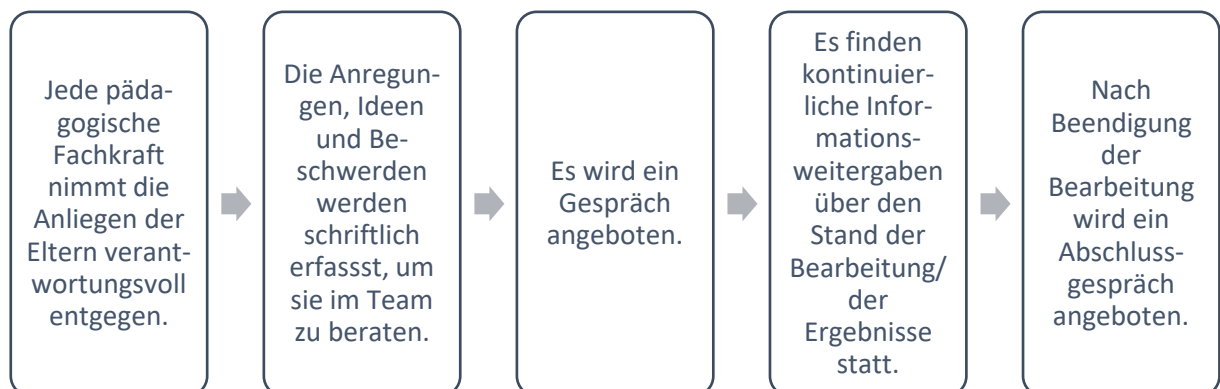 Jede päda-
gogische
Fachkraft
nimmt die
Anliegen der
Eltern verant-
wortungsvoll
entgegen.
Die Anregun-
gen, Ideen
und Be-
schwerden
werden
schriftlich
erfassst, um
sie im Team
zu beraten.
Es wird ein
Gespräch
angeboten.
Es finden
kontinuier-
liche Infor-
mations-
weitergaben
über den
Stand der
Bearbeitung/
der
Ergebnisse
statt.
Nach
Beendigung
der
Bearbeitung
wird ein
Abschluss-
gespräch
angeboten.